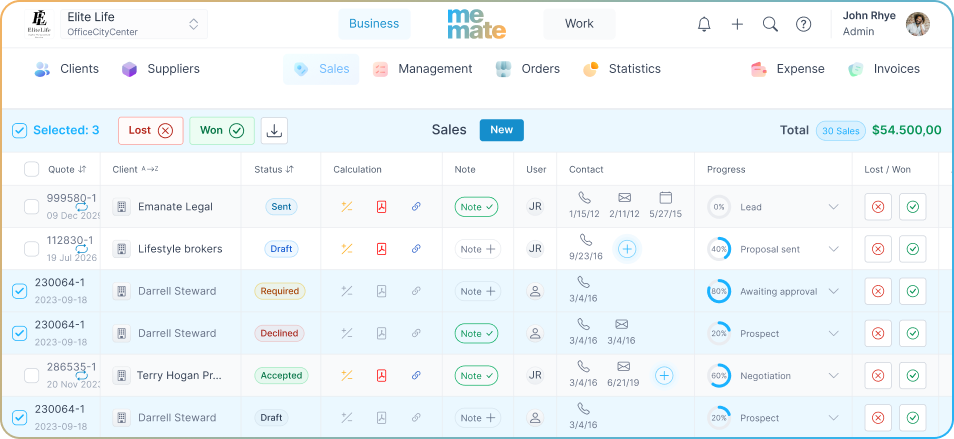 Elite Life
OfficeCityCenter
Elite Life
Business
me
mate
Work
John Rhye
Admin
Clients
Suppliers
Sales
Management
Orders
Statistics
Expense
Invoices
Selected: 3
Lost
Won
Sales
New
Total
30 Sales
$54.500,00
Quote
Client A→Z
Status
Calculation
Note
User
Contact
Progress
Lost / Won
999580-1
09 Dec 2029
Emanate Legal
Sent
Note
JR
1/15/12
2/11/12
5/27/15
0%
Lead
112830-1
19 Jul 2026
Lifestyle brokers
Draft
Note
JR
9/23/16
40%
Proposal sent
230064-1
2023-09-18
Darrell Steward
Required
Note
3/4/16
80%
Awaiting approval
230064-1
2023-09-18
Darrell Steward
Declined
Note
3/4/16
3/4/16
20%
Prospect
286535-1
20 Nov 2023
Terry Hogan Pr...
Accepted
Note
JR
3/4/16
6/21/19
60%
Negotiation
230064-1
2023-09-18
Darrell Steward
Draft
Note
3/4/16
20%
Prospect